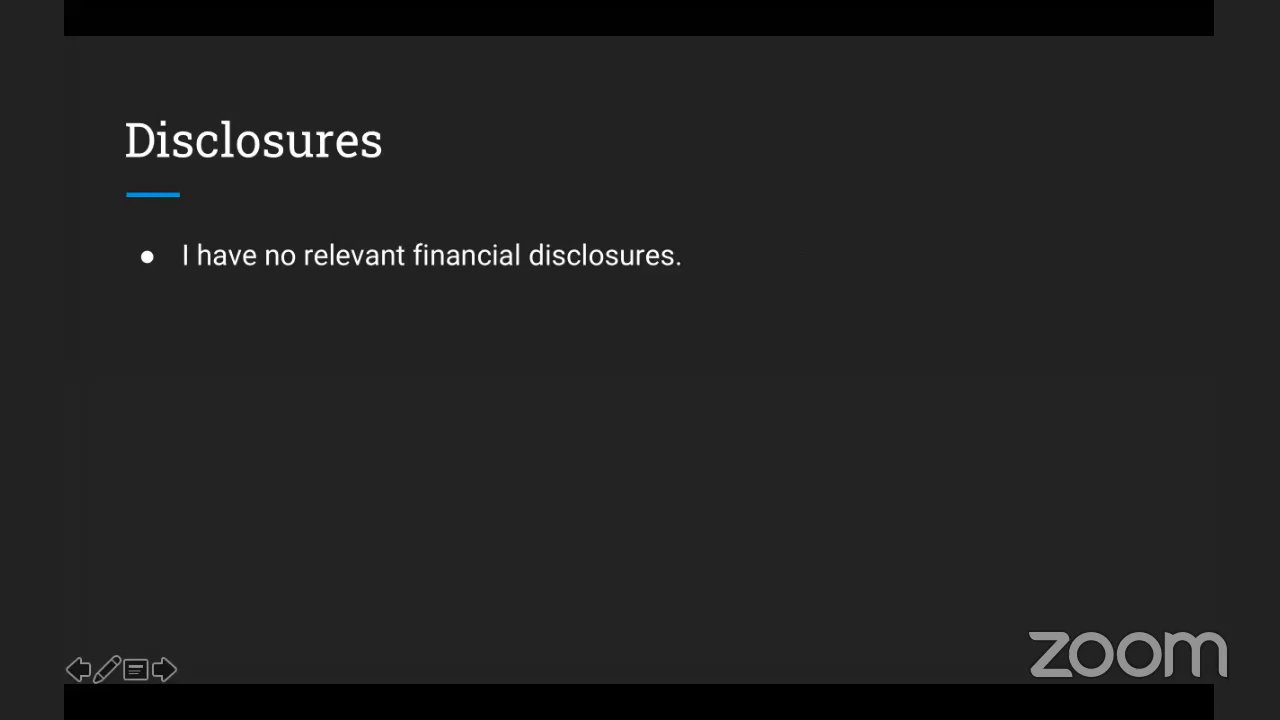 Disclosures
● I have no relevant financial disclosures.
zoom